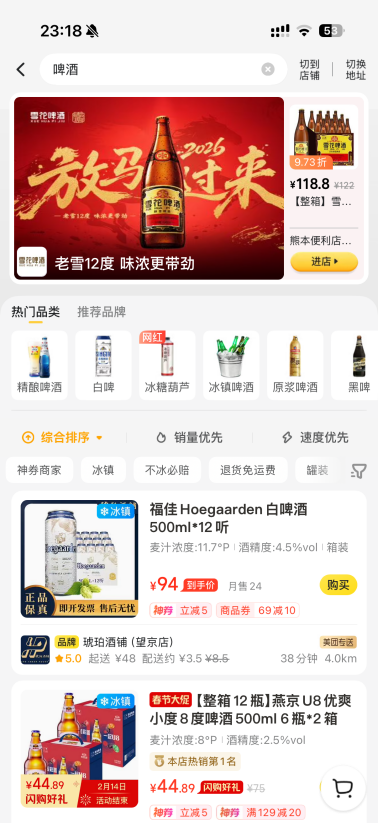 23:18
53
啤酒
切到
店铺
切换
地址
雪花啤酒
放马过来
2026
老雪12度 味浓更带劲
雪花啤酒
老雪12度 味浓更带劲
9.73折
¥118.8 ¥122
【整箱】雪...
熊本便利店...
进店
热门品类
推荐品牌
网红
精酿啤酒
白啤
冰糖葫芦
冰镇啤酒
原浆啤酒
黑啤
综合排序
销量优先
速度优先
神券商家
冰镇
不冰必赔
退货免运费
罐装
冰镇
Hoegaarden
正品
保真
即开发票 售后无忧
福佳 Hoegaarden 白啤酒
500ml*12 听
麦汁浓度:11.7°P 酒精度:4.5%vol 箱装
¥94 到手价 月售 24
购买
神券 立减5 商品券 69减10
品牌 琥珀酒铺 (望京店)
美团专送
5.0 起送 ¥48 配送约 ¥3.5 ¥8.5 38分钟 4.0km
冰镇
¥44.89
闪购好礼
2月14日
活动结束
春节大促 【整箱12瓶】燕京 U8 优爽
小度 8 度啤酒 500ml 6 瓶*2 箱
麦汁浓度:8°P 酒精度:2.5%vol
本店热销第1名
¥44.89 闪购好礼 ¥75
神券 立减5 神券 满129减20